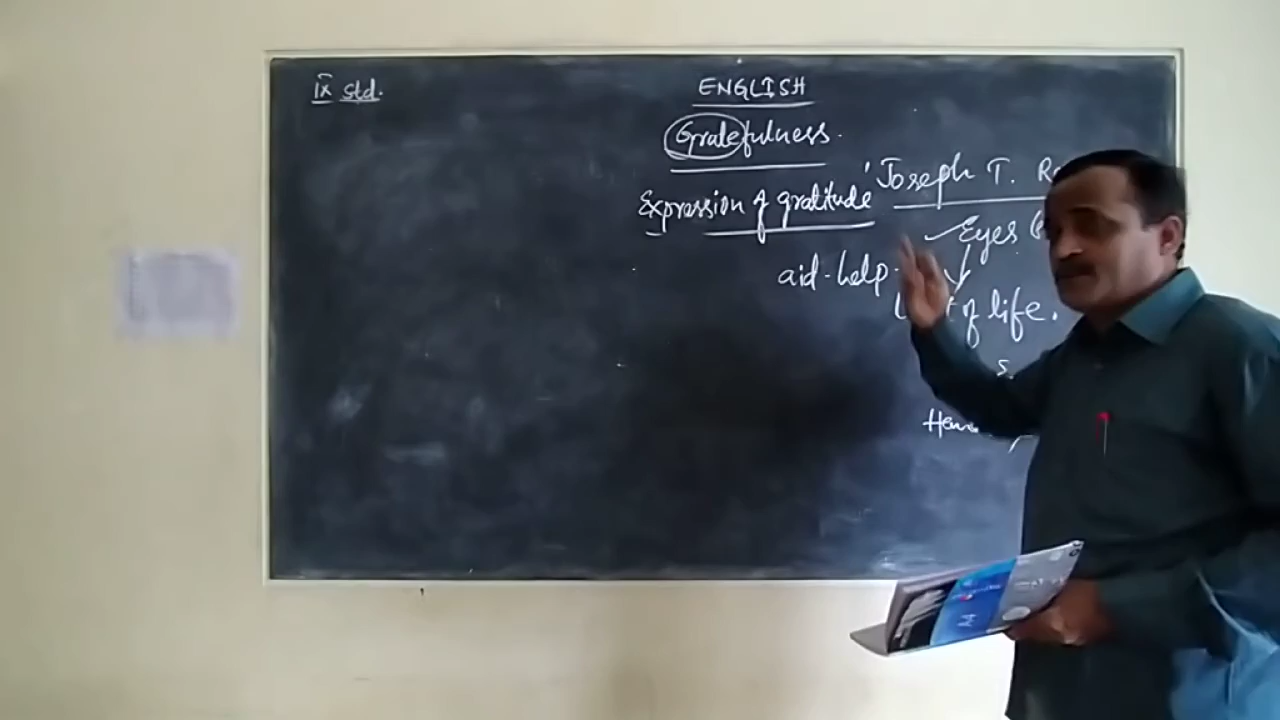 IX Std.
ENGLISH
Gratefulness.
'Joseph T.
Expression of gratitude
Eyes
aid-help
of life.